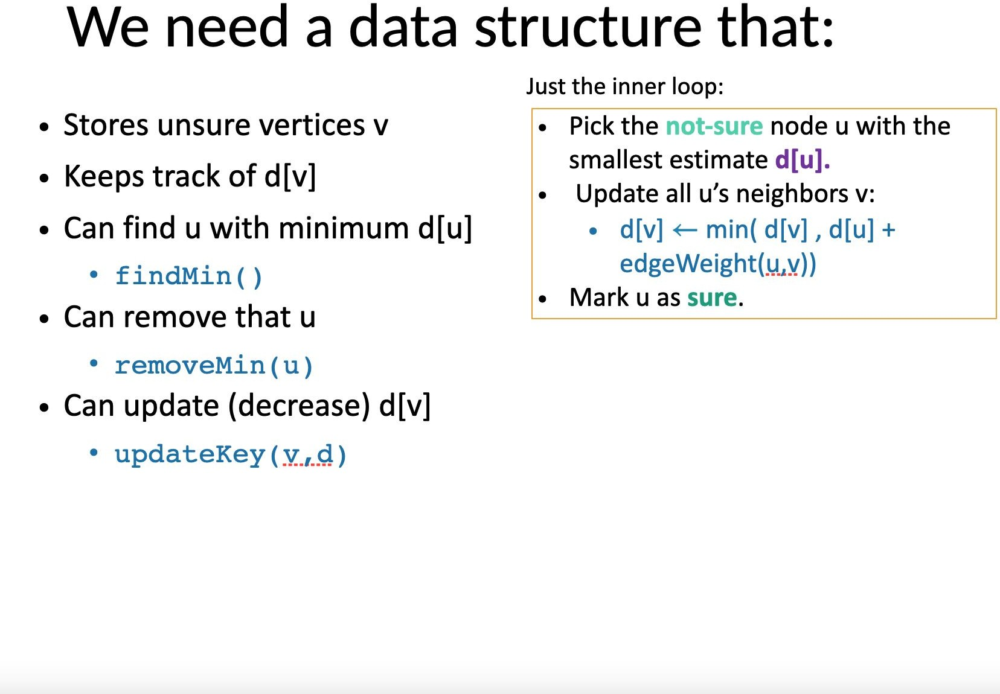 We need a data structure that:
• Stores unsure vertices v
• Keeps track of d[v]
• Can find u with minimum d[u]
• findMin()
• Can remove that u
• removeMin(u)
• Can update (decrease) d[v]
• updateKey(v,d)
Just the inner loop:
• Pick the not-sure node u with the
smallest estimate d[u].
• Update all u’s neighbors v:
• d[v] ← min( d[v] , d[u] +
edgeWeight(u,v))
• Mark u as sure.